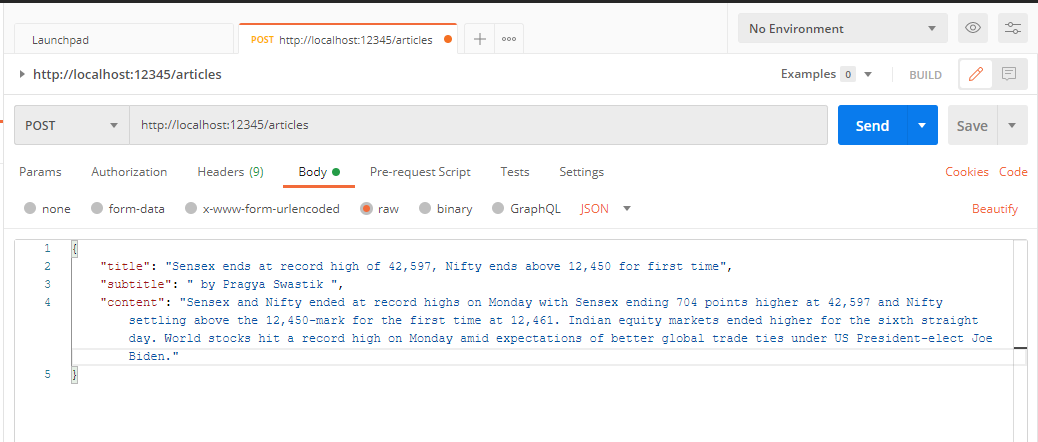 Launchpad
POST http://localhost:12345/articles
No Environment
http://localhost:12345/articles
Examples 0
BUILD
POST
http://localhost:12345/articles
Send
Save
Params
Authorization
Headers (9)
Body
Pre-request Script
Tests
Settings
Cookies
Code
none
form-data
x-www-form-urlencoded
raw
binary
GraphQL
JSON
Beautify
1 {
2 "title": "Sensex ends at record high of 42,597, Nifty ends above 12,450 for first time",
3 "subtitle": " by Pragya Swastik ",
4 "content": "Sensex and Nifty ended at record highs on Monday with Sensex ending 704 points higher at 42,597 and Nifty
settling above the 12,450-mark for the first time at 12,461. Indian equity markets ended higher for the sixth straight
day. World stocks hit a record high on Monday amid expectations of better global trade ties under US President-elect Joe
Biden."
5 }